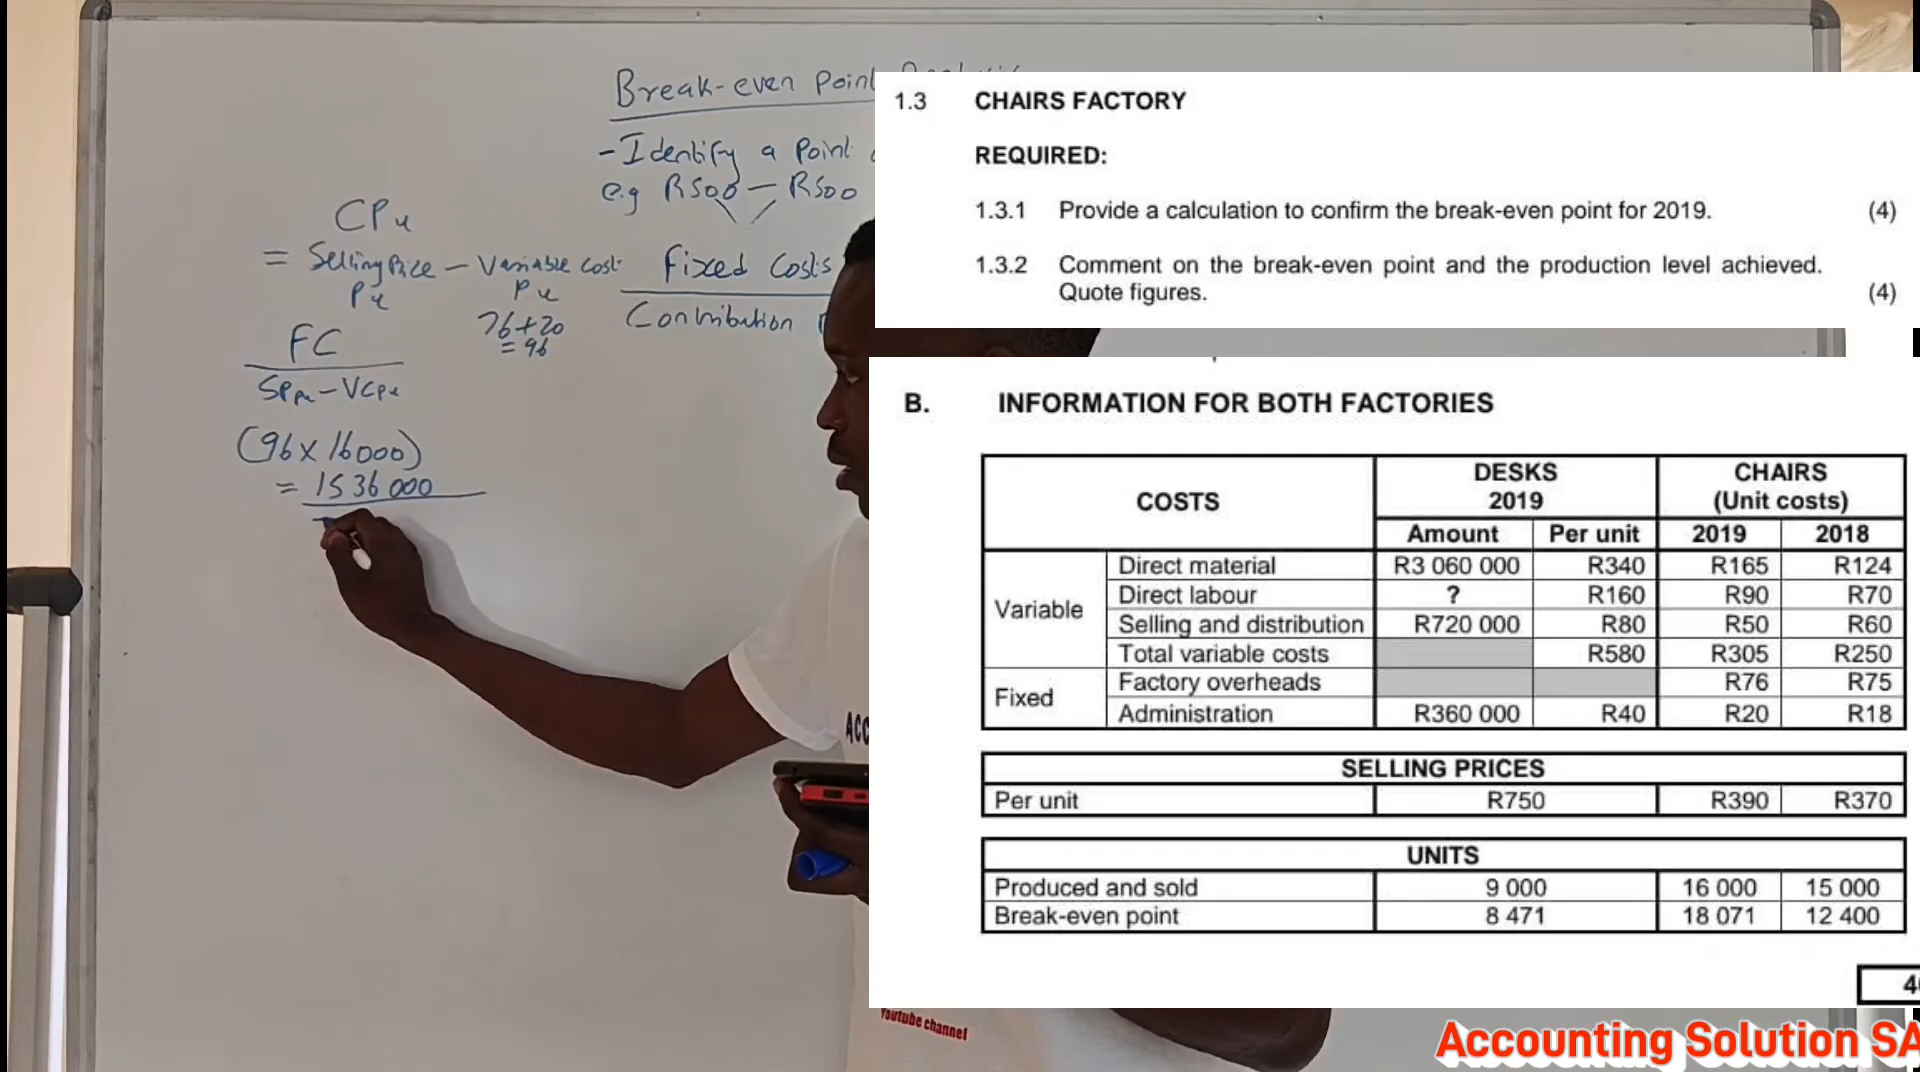 Break-even Point Analysis
- Identify a Point
e.g R500 - R500
CPu
= Selling Price - Variable cost
Pu Pu
Fixed Costs
Contribution
76+20
= 96
FC
SPpu - VCpu
(96 x 16000)
= 1536 000
1.3 CHAIRS FACTORY
REQUIRED:
1.3.1 Provide a calculation to confirm the break-even point for 2019. (4)
1.3.2 Comment on the break-even point and the production level achieved.
Quote figures. (4)
B. INFORMATION FOR BOTH FACTORIES
COSTS DESKS 2019 CHAIRS (Unit costs)
Amount Per unit 2019 2018
Variable Direct material R3 060 000 R340 R165 R124
Direct labour ? R160 R90 R70
Selling and distribution R720 000 R80 R50 R60
Total variable costs R580 R305 R250
Fixed Factory overheads R76 R75
Administration R360 000 R40 R20 R18
SELLING PRICES
Per unit R750 R390 R370
UNITS
Produced and sold 9 000 16 000 15 000
Break-even point 8 471 18 071 12 400
ACC
Youtube channel
Accounting Solution SA